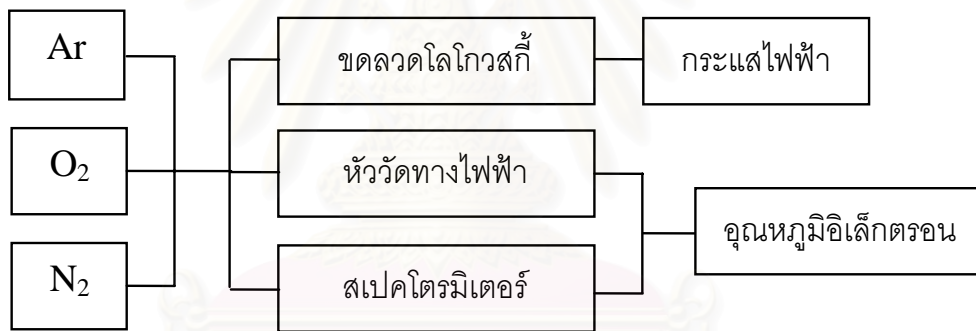 Ar
ขดลวดโลโกวสกี้
กระแสไฟฟ้า
O₂
หัววัดทางไฟฟ้า
อุณหภูมิอิเล็กตรอน
N₂
สเปคโตรมิเตอร์